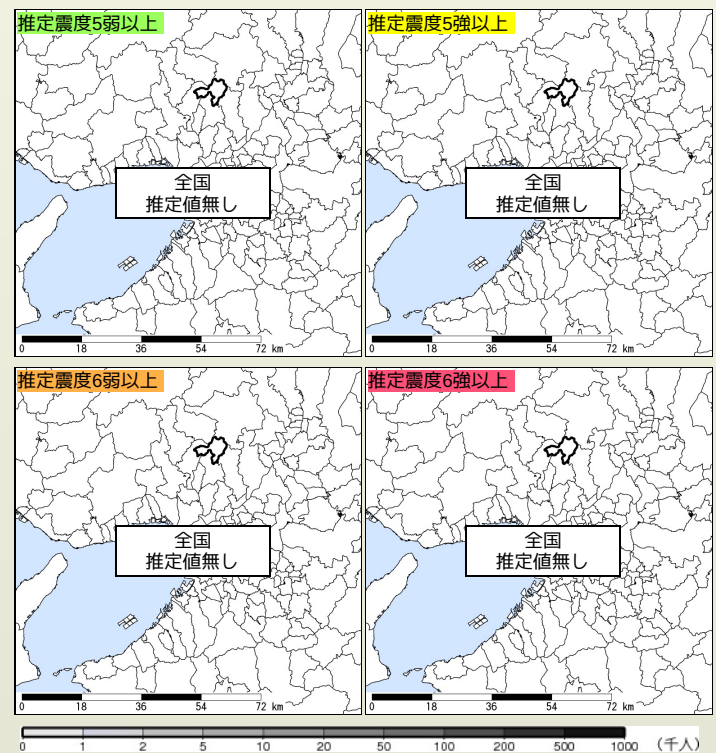 推定震度5弱以上
推定震度5強以上
全国
推定値無し
全国
推定値無し
0 18 36 54 72 km
0 18 36 54 72 km
推定震度6弱以上
推定震度6強以上
全国
推定値無し
全国
推定値無し
0 18 36 54 72 km
0 18 36 54 72 km
0 1 2 5 10 20 50 100 200 500 1000 (千人)